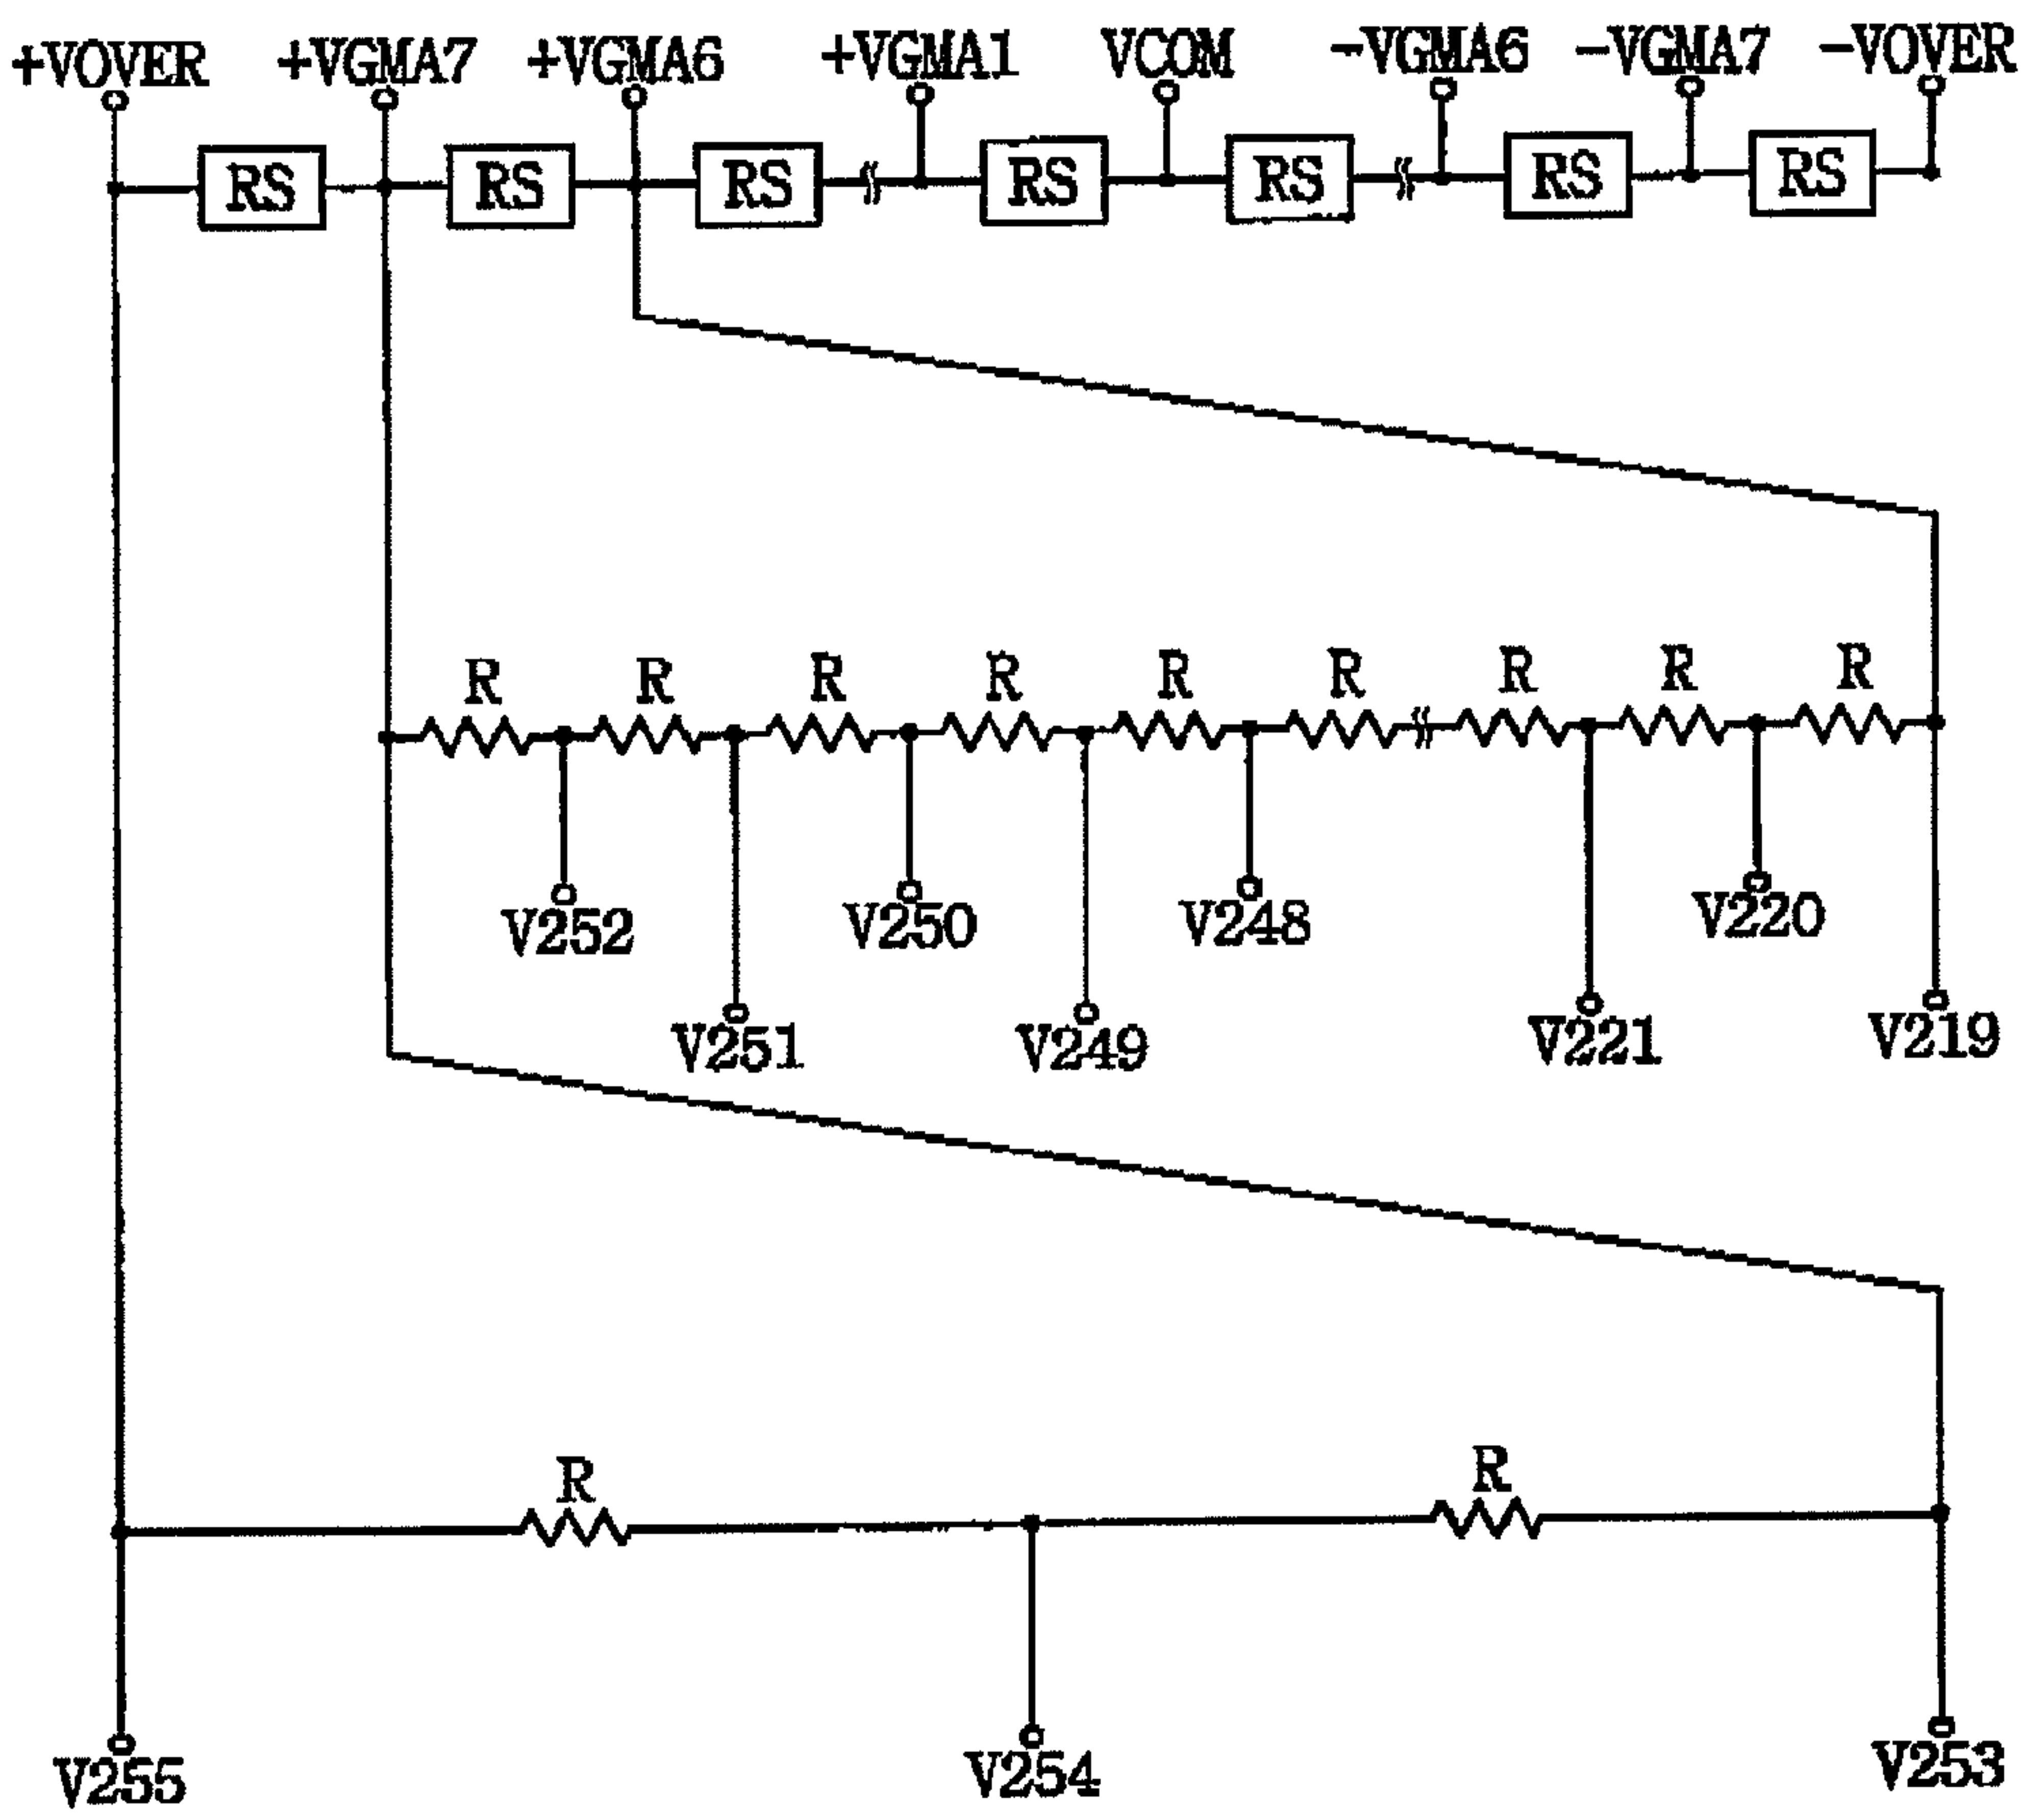 +VOVER +VGMA7 +VGMA6 +VGMA1 VCOM -VGMA6 -VGMA7 -VOVER
RS RS RS RS RS RS RS
R R R R R R R R R
V252 V250 V248 V220
V251 V249 V221 V219
R R
V255 V254 V253